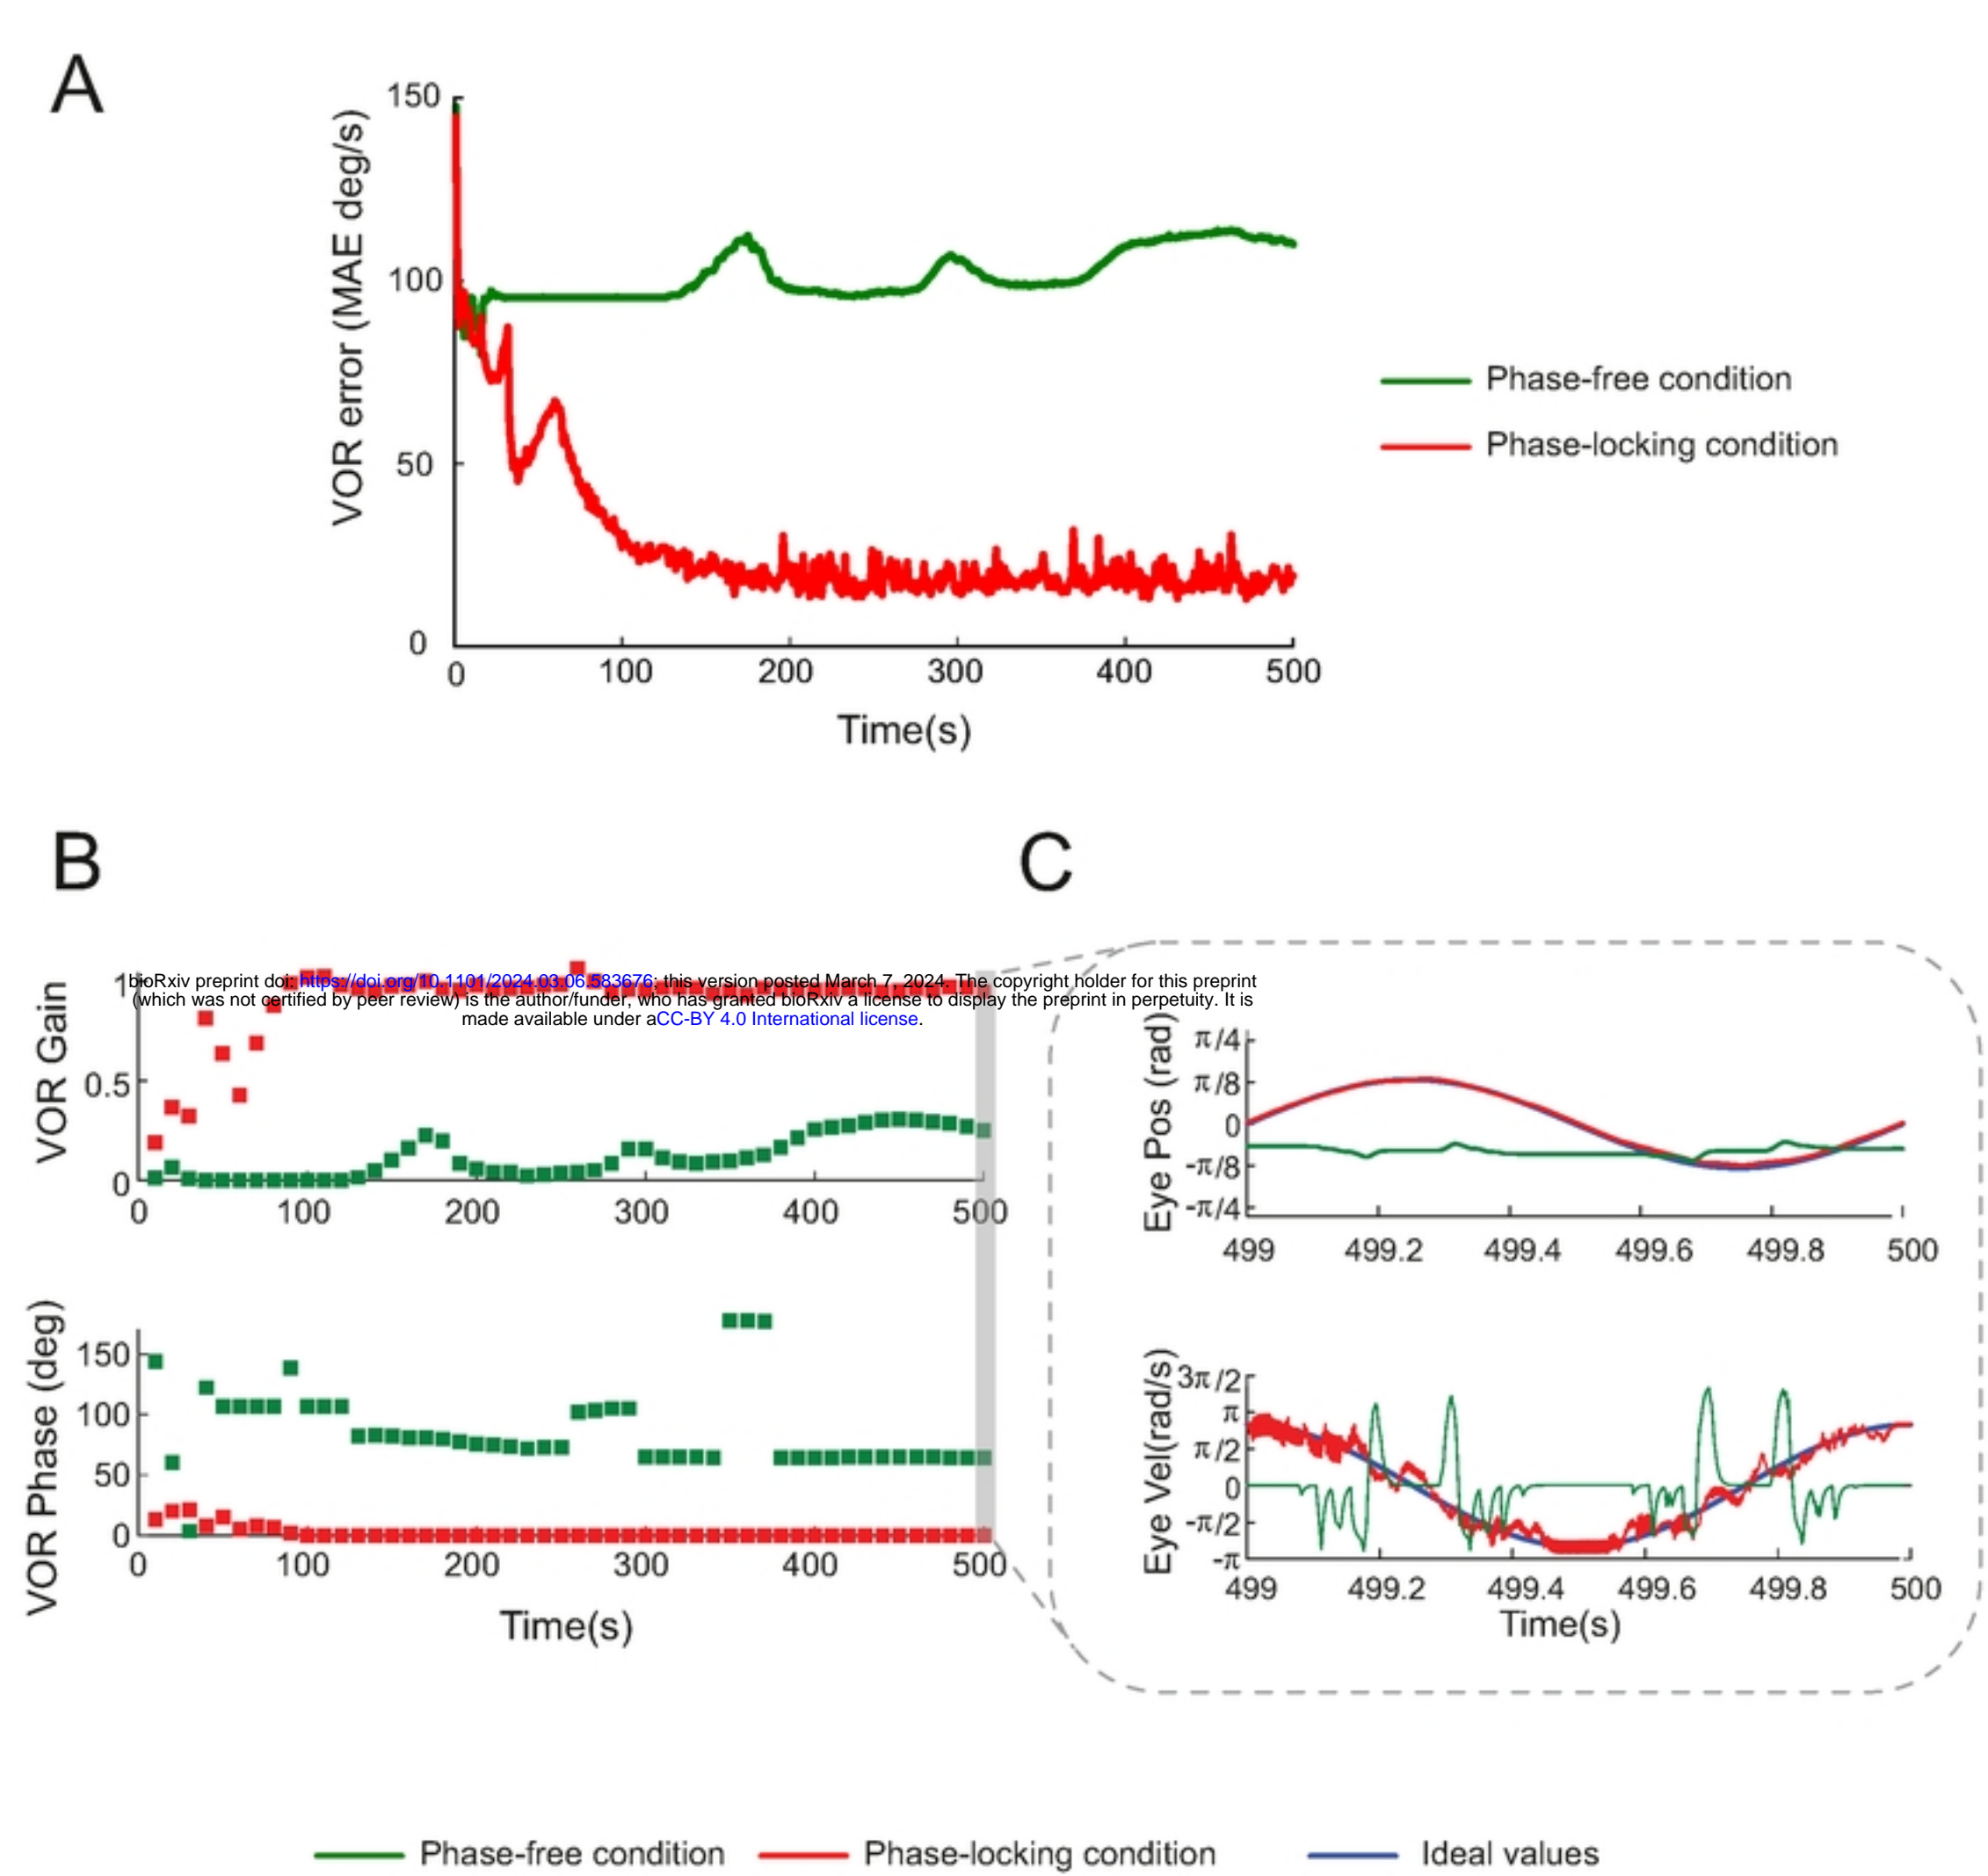 A
150
100
50
0
VOR error (MAE deg/s)
0 100 200 300 400 500
Time(s)
Phase-free condition
Phase-locking condition
B
C
bioRxiv preprint doi: https://doi.org/10.1101/2024.03.06.583676; this version posted March 7, 2024. The copyright holder for this preprint
(which was not certified by peer review) is the author/funder, who has granted bioRxiv a license to display the preprint in perpetuity. It is
made available under aCC-BY 4.0 International license.
VOR Gain
1
0.5
0
0 100 200 300 400 500
VOR Phase (deg)
150
100
50
0
0 100 200 300 400 500
Time(s)
Eye Pos (rad)
π/4
π/8
0
-π/8
-π/4
499 499.2 499.4 499.6 499.8 500
Eye Vel(rad/s)
3π/2
π
π/2
0
-π/2
-π
499 499.2 499.4 499.6 499.8 500
Time(s)
Phase-free condition Phase-locking condition Ideal values